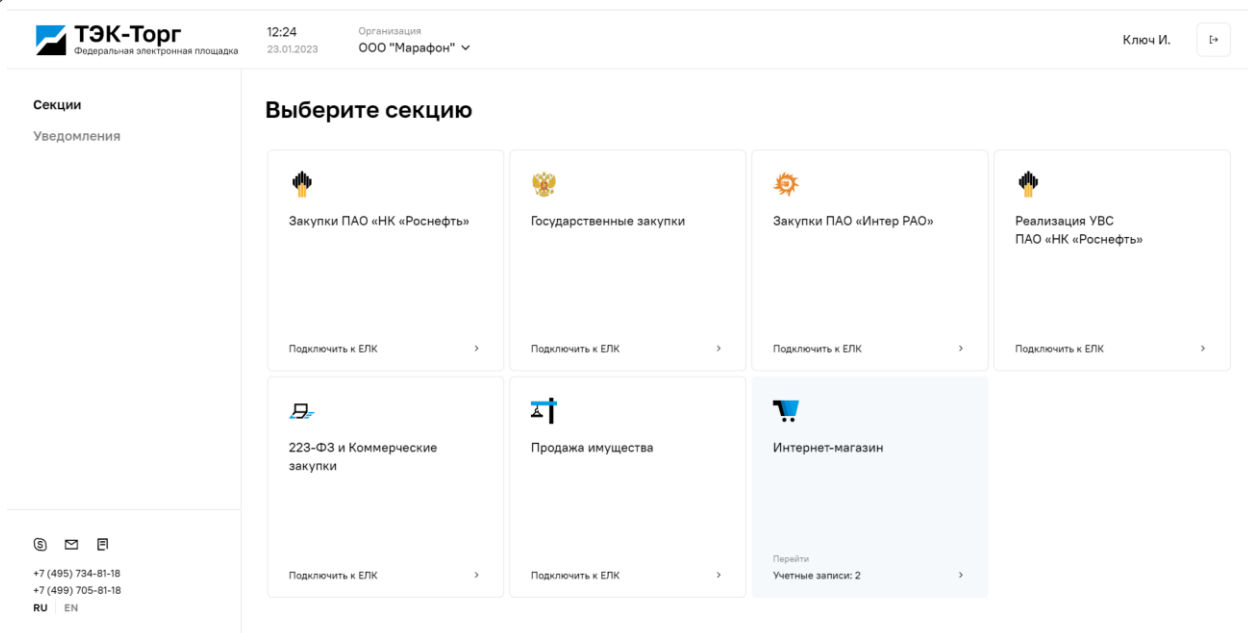 ТЭК-Торг
Федеральная электронная площадка
12:24
23.01.2023
Организация
ООО "Марафон"
Ключ И.
Секции
Уведомления
Выберите секцию
Закупки ПАО «НК «Роснефть»
Подключить к ЕЛК
Государственные закупки
Подключить к ЕЛК
Закупки ПАО «Интер РАО»
Подключить к ЕЛК
Реализация УВС
ПАО «НК «Роснефть»
Подключить к ЕЛК
223-ФЗ и Коммерческие
закупки
Подключить к ЕЛК
Продажа имущества
Подключить к ЕЛК
Интернет-магазин
Перейти
Учетные записи: 2
+7 (495) 734-81-18
+7 (499) 705-81-18
RU EN